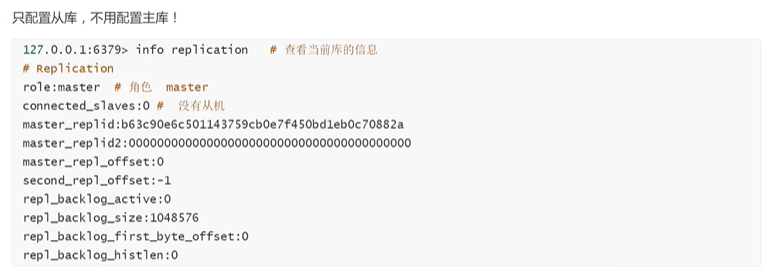 只配置从库，不用配置主库！
127.0.0.1:6379> info replication   # 查看当前库的信息
# Replication
role:master  # 角色  master
connected_slaves:0 #  没有从机
master_replid:b63c90e6c501143759cb0e7f450bd1eb0c70882a
master_replid2:0000000000000000000000000000000000000000
master_repl_offset:0
second_repl_offset:-1
repl_backlog_active:0
repl_backlog_size:1048576
repl_backlog_first_byte_offset:0
repl_backlog_histlen:0